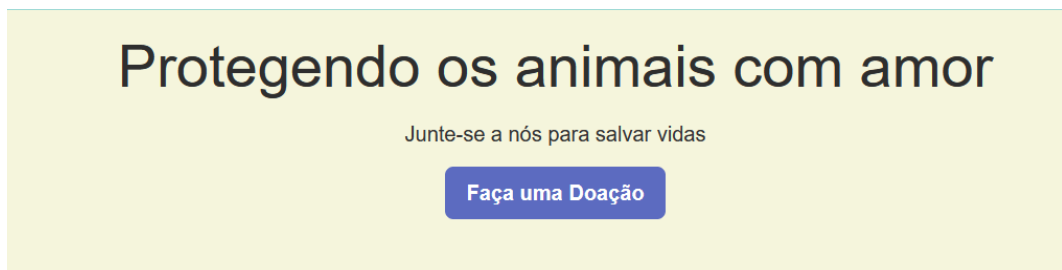 Protegendo os animais com amor
Junte-se a nós para salvar vidas
Faça uma Doação